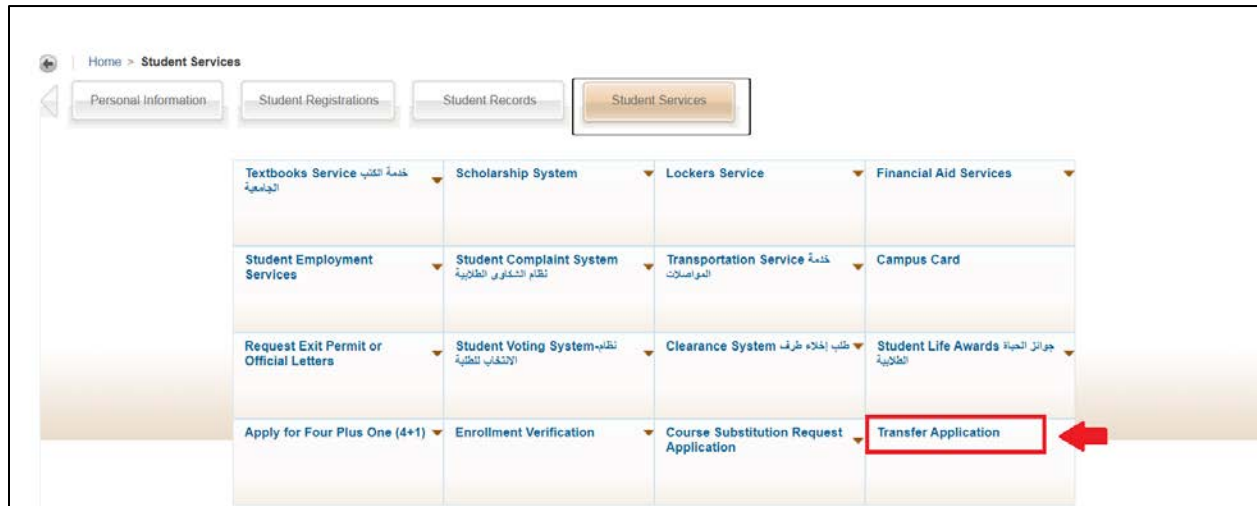 Home > Student Services
Personal Information
Student Registrations
Student Records
Student Services
Textbooks Service خدمة الكتب
الجامعية
Scholarship System
Lockers Service
Financial Aid Services
Student Employment
Services
Student Complaint System
نظام الشكاوى الطلابية
Transportation Service خدمة
المواصلات
Campus Card
Request Exit Permit or
Official Letters
Student Voting System-نظام
الانتخاب للطلبة
Clearance System طلب إخلاء طرف
Student Life Awards جوائز الحياة
الطلابية
Apply for Four Plus One (4+1)
Enrollment Verification
Course Substitution Request
Application
Transfer Application